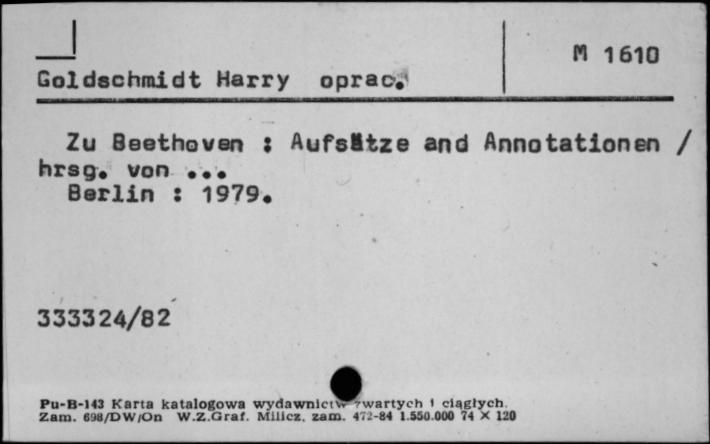 M 1610
Goldschmidt Harry oprac.
Zu Beethoven : Aufsätze and Annotationen /
hrsg. von ...
Berlin : 1979.
333324/82
Pu-B-143 Karta katalogowa wydawnictw zwartych i ciągłych.
Zam. 698/DW/On W.Z.Graf. Milicz, zam. 472-84 1.550.000 74 X 120